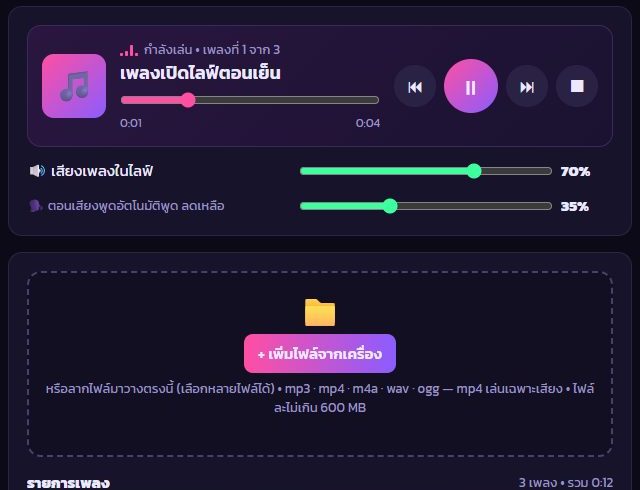 กำลังเล่น • เพลงที่ 1 จาก 3
เพลงเปิดไลฟ์ตอนเย็น
0:01 0:04
เสียงเพลงในไลฟ์ 70%
ตอนเสียงพูดอัตโนมัติพูด ลดเหลือ 35%
+ เพิ่มไฟล์จากเครื่อง
หรือลากไฟล์มาวางตรงนี้ (เลือกหลายไฟล์ได้) • mp3 · mp4 · m4a · wav · ogg — mp4 เล่นเฉพาะเสียง • ไฟล์
ละไม่เกิน 600 MB
รายการเพลง 3 เพลง • รวม 0:12